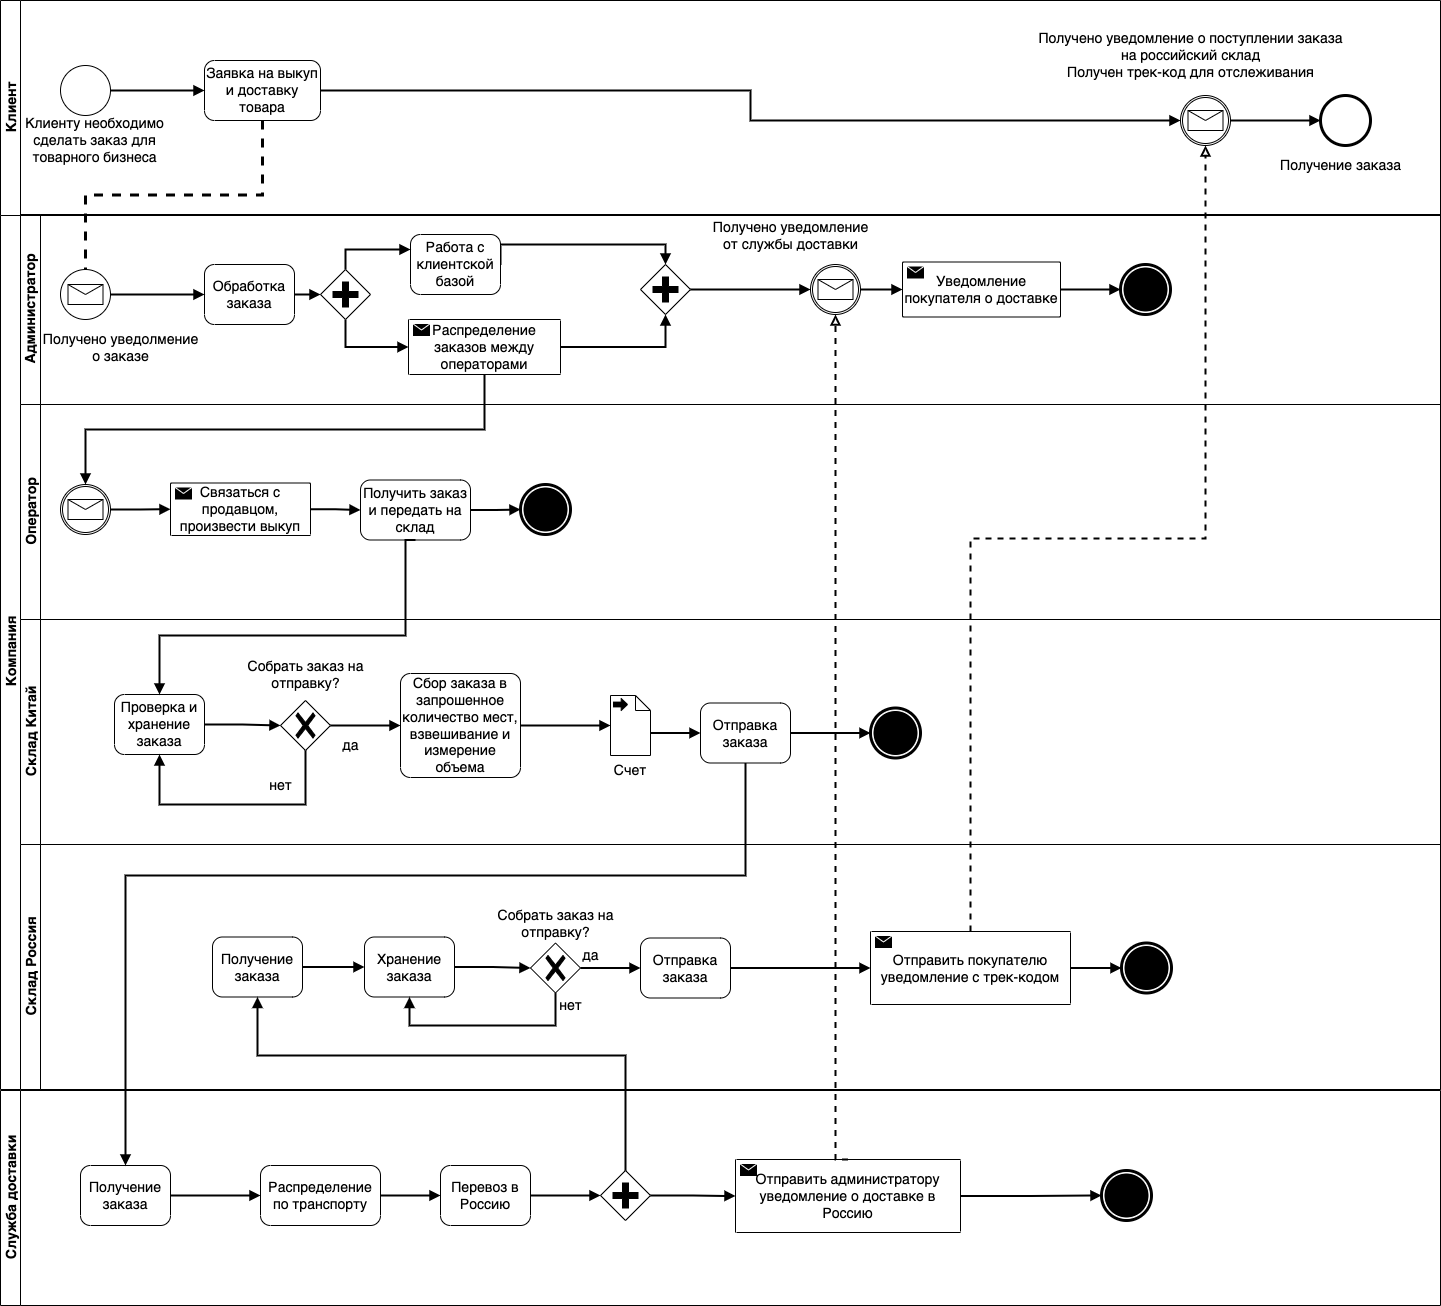 Клиент
Получено уведомление о поступлении заказа
на российский склад
Получен трек-код для отслеживания
Заявка на выкуп
и доставку
товара
Клиенту необходимо
сделать заказ для
товарного бизнеса
Получение заказа
Компания
Администратор
Получено уведомление
от службы доставки
Работа с
клиентской
базой
Обработка
заказа
Уведомление
покупателя о доставке
Получено уведолмение
о заказе
Распределение
заказов между
операторами
Оператор
Связаться с
продавцом,
произвести выкуп
Получить заказ
и передать на
склад
Склад Китай
Собрать заказ на
отправку?
Проверка и
хранение
заказа
да
нет
Сбор заказа в
запрошенное
количество мест,
взвешивание и
измерение
объема
Счет
Отправка
заказа
Склад Россия
Собрать заказ на
отправку?
Получение
заказа
Хранение
заказа
да
нет
Отправка
заказа
Отправить покупателю
уведомление с трек-кодом
Служба доставки
Получение
заказа
Распределение
по транспорту
Перевоз в
Россию
Отправить администратору
уведомление о доставке в
Россию